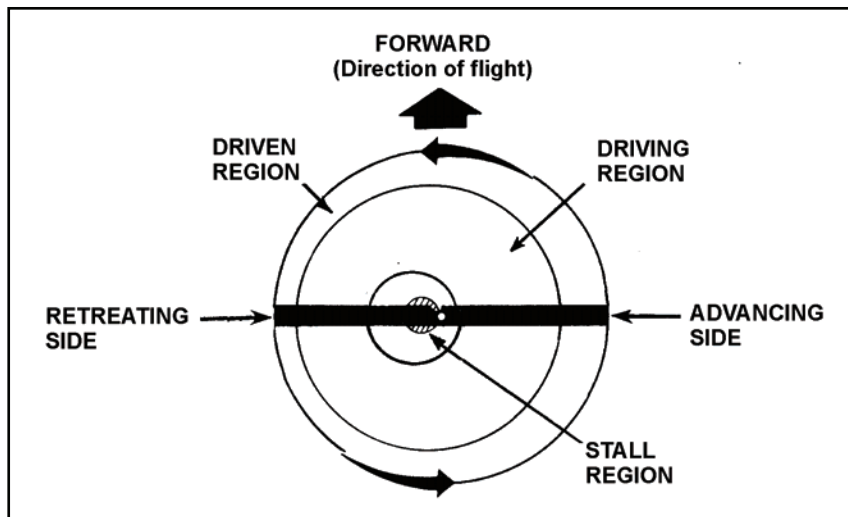 FORWARD
(Direction of flight)
DRIVEN
REGION
DRIVING
REGION
RETREATING
SIDE
ADVANCING
SIDE
STALL
REGION